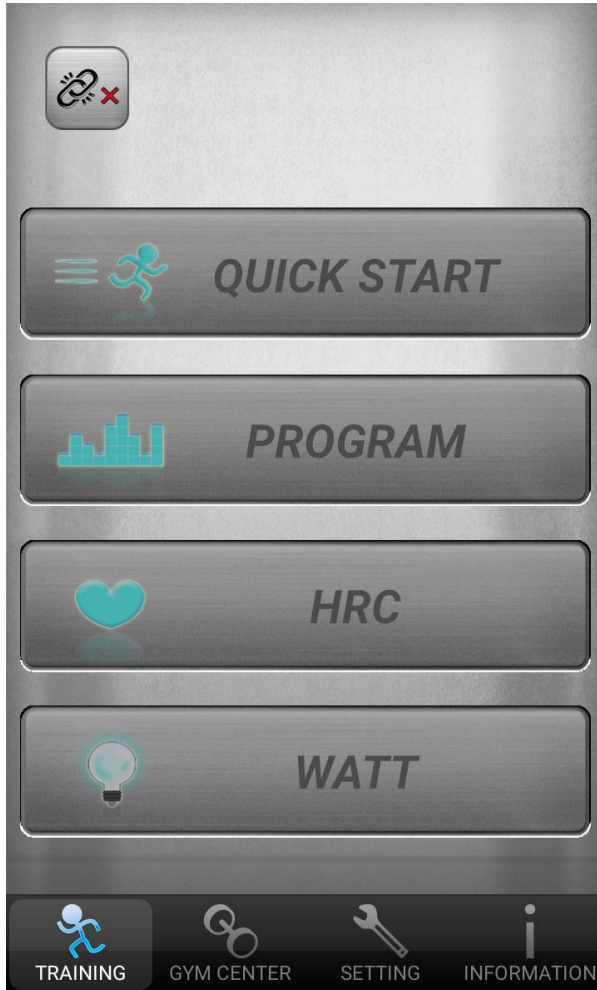 QUICK START
PROGRAM
HRC
WATT
TRAINING
GYM CENTER
SETTING
INFORMATION